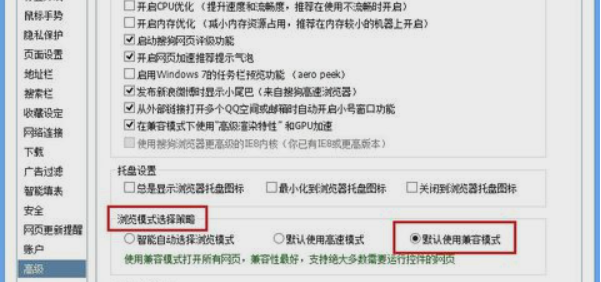 鼠标手势
隐私保护
页面设置
地址栏
搜索栏
收藏设定
网络连接
下载
广告过滤
智能填表
安全
网页更新提醒
账户
高级
开启CPU优化（提升速度和流畅度，推荐在使用不流畅时开启）
开启内存优化（减小内存资源占用，推荐在内存较小的机器上开启）
启动搜狗网页评级功能
开启网页加速推荐提示气泡
启用Windows 7的任务栏预览功能（aero peek）
发布新浪微博时显示小尾巴（来自搜狗高速浏览器）
从外部链接打开多个QQ空间或邮箱时自动开启小号窗口功能
在兼容模式下使用"高级渲染特性"和GPU加速
使用搜狗浏览器更高级的IE8内核（你已有IE8或更高版本）
托盘设置
总是显示浏览器托盘图标 最小化到浏览器托盘图标 关闭到浏览器托盘图标
浏览模式选择策略
智能自动选择浏览模式 默认使用高速模式 默认使用兼容模式
使用兼容模式打开所有网页，兼容性最好，支持绝大多数需要运行控件的网页